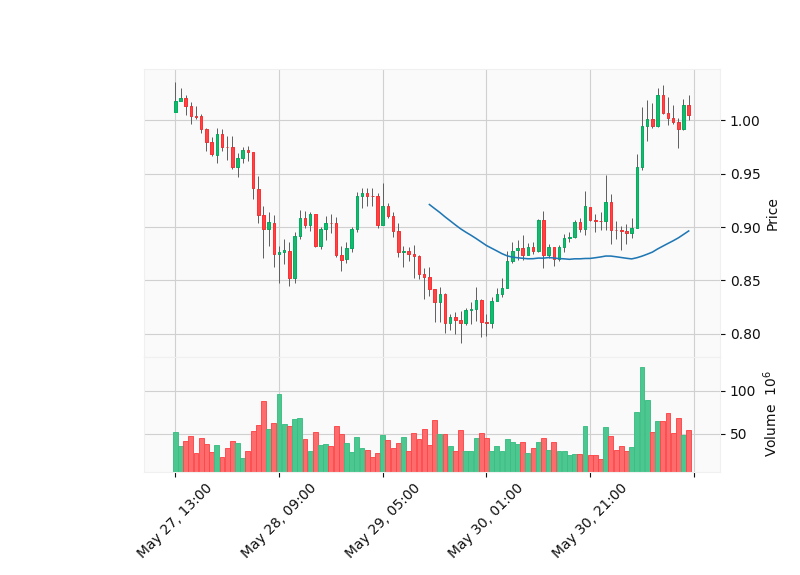 1.00
0.95
0.90
0.85
0.80
Price
100
50
Volume 10^6
May 27, 13:00
May 28, 09:00
May 29, 05:00
May 30, 01:00
May 30, 21:00